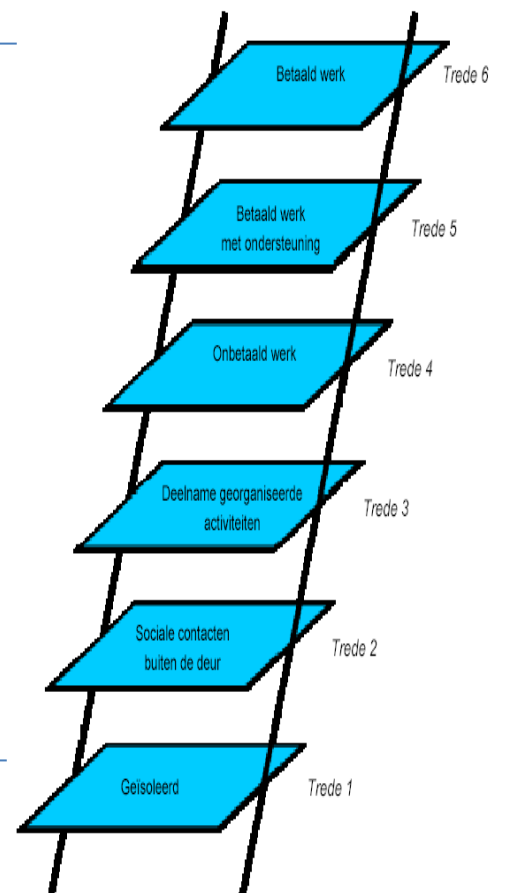 Betaald werk
Trede 6
Betaald werk
met ondersteuning
Trede 5
Onbetaald werk
Trede 4
Deelname georganiseerde
activiteiten
Trede 3
Sociale contacten
buiten de deur
Trede 2
Geïsoleerd
Trede 1